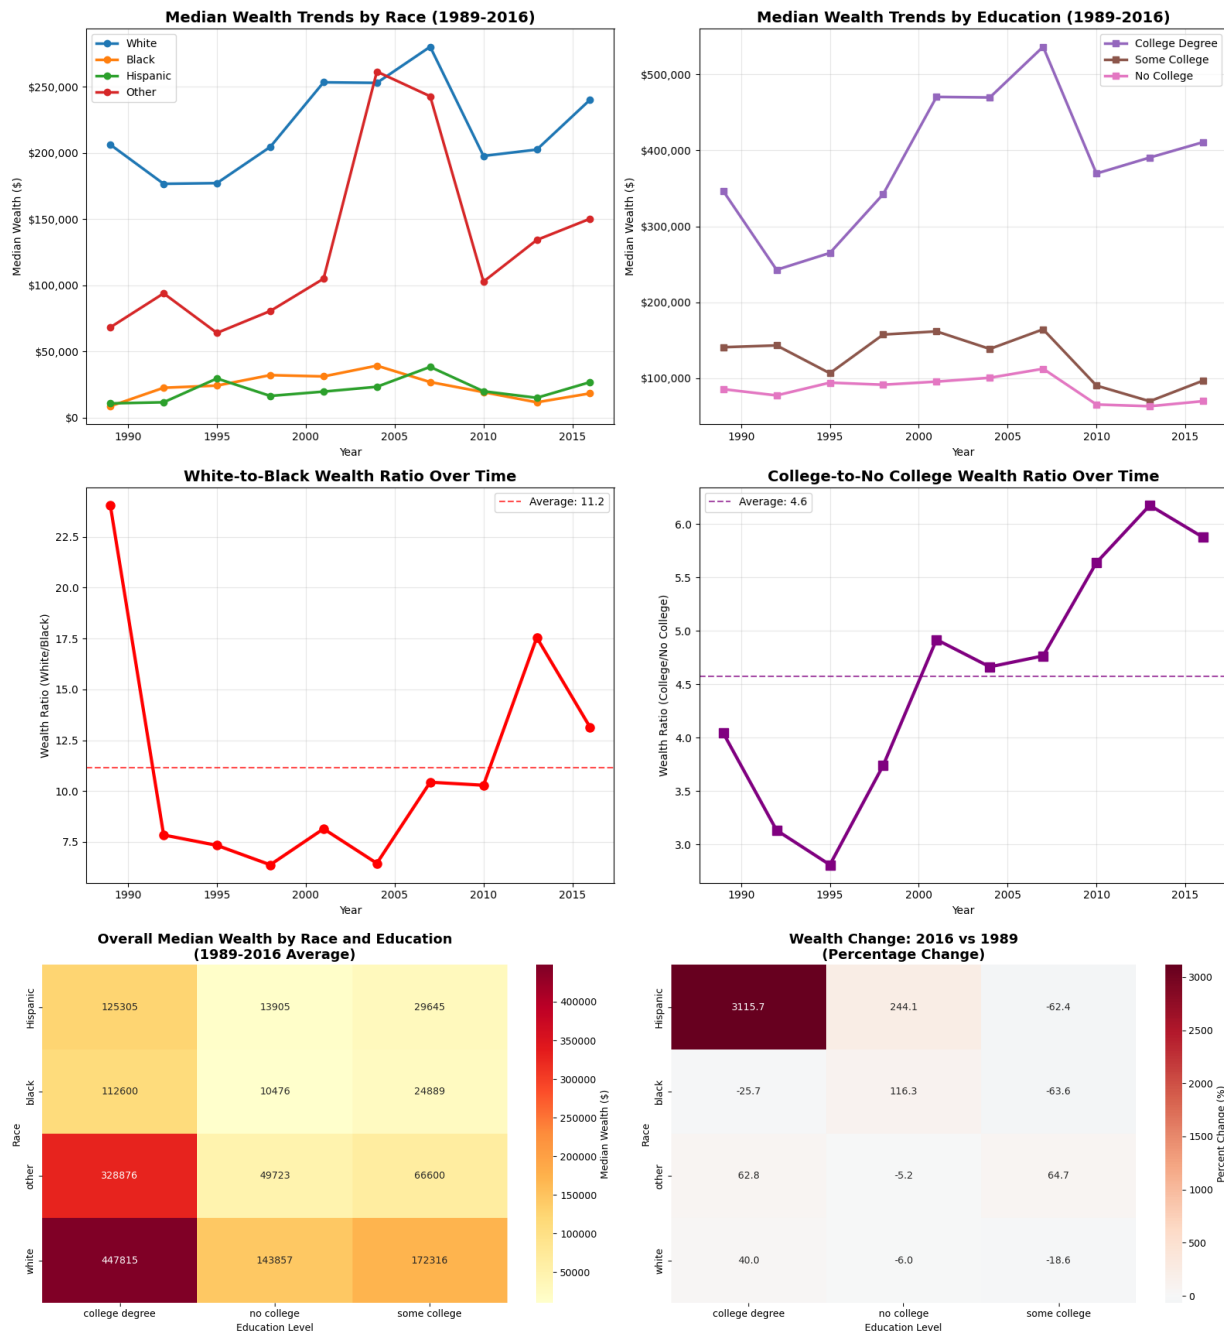 Median Wealth Trends by Race (1989-2016)
White
Black
Hispanic
Other
$250,000
$200,000
$150,000
$100,000
$50,000
$0
Median Wealth ($)
1990
1995
2000
2005
2010
2015
Year
Median Wealth Trends by Education (1989-2016)
College Degree
Some College
No College
$500,000
$400,000
$300,000
$200,000
$100,000
Median Wealth ($)
1990
1995
2000
2005
2010
2015
Year
White-to-Black Wealth Ratio Over Time
Average: 11.2
22.5
20.0
17.5
15.0
12.5
10.0
7.5
Wealth Ratio (White/Black)
1990
1995
2000
2005
2010
2015
Year
College-to-No College Wealth Ratio Over Time
Average: 4.6
6.0
5.5
5.0
4.5
4.0
3.5
3.0
Wealth Ratio (College/No College)
1990
1995
2000
2005
2010
2015
Year
Overall Median Wealth by Race and Education
(1989-2016 Average)
Hispanic
125305
13905
29645
black
112600
10476
24889
Race
other
328876
49723
66600
white
447815
143857
172316
college degree
no college
some college
Education Level
400000
350000
300000
250000
200000
150000
100000
50000
Median Wealth ($)
Wealth Change: 2016 vs 1989
(Percentage Change)
Hispanic
3115.7
244.1
-62.4
black
-25.7
116.3
-63.6
Race
other
62.8
-5.2
64.7
white
40.0
-6.0
-18.6
college degree
no college
some college
Education Level
3000
2500
2000
1500
1000
500
0
Percent Change (%)